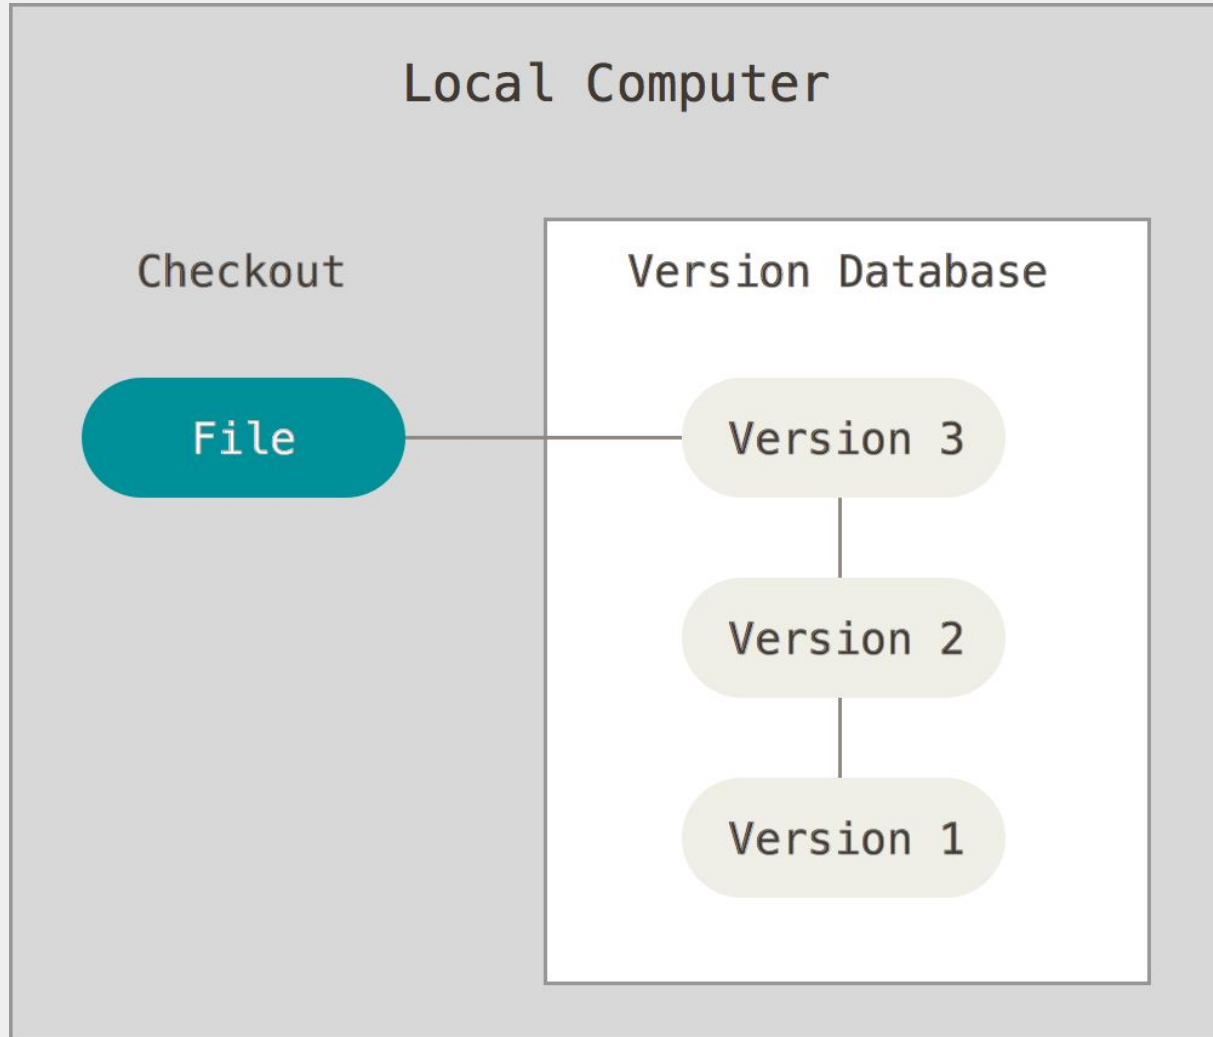 Local Computer
Checkout
Version Database
File
Version 3
Version 2
Version 1